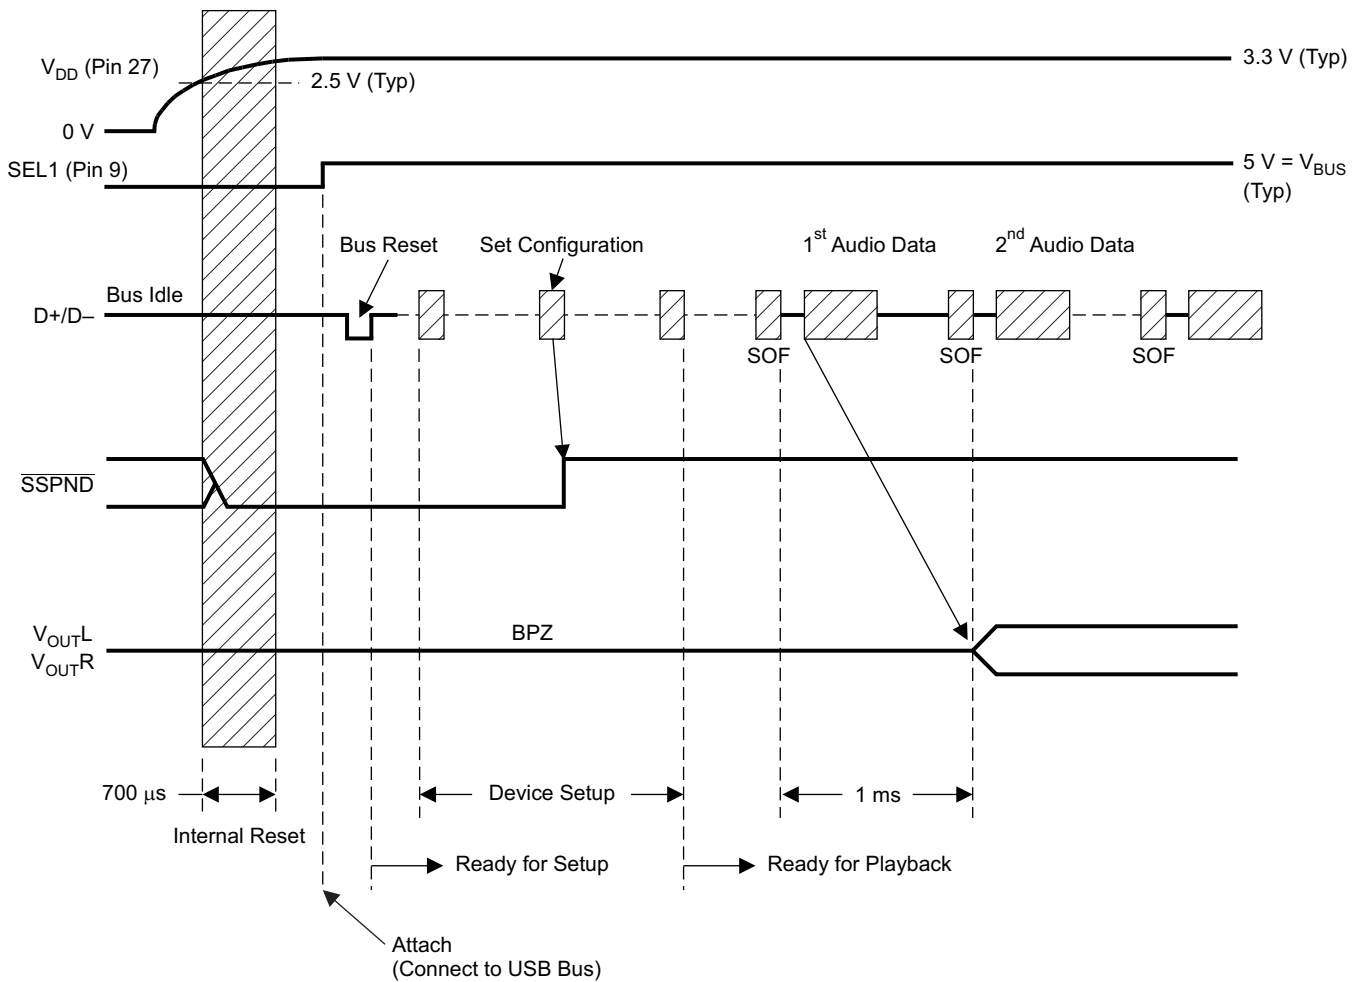 V_DD (Pin 27)
3.3 V (Typ)
2.5 V (Typ)
0 V
SEL1 (Pin 9)
5 V = V_BUS
(Typ)
Bus Reset
Set Configuration
1st Audio Data
2nd Audio Data
Bus Idle
D+/D–
SOF
SOF
SOF
SSPND
V_OUTL
V_OUTR
BPZ
700 μs
Device Setup
1 ms
Internal Reset
Ready for Setup
Ready for Playback
Attach
(Connect to USB Bus)